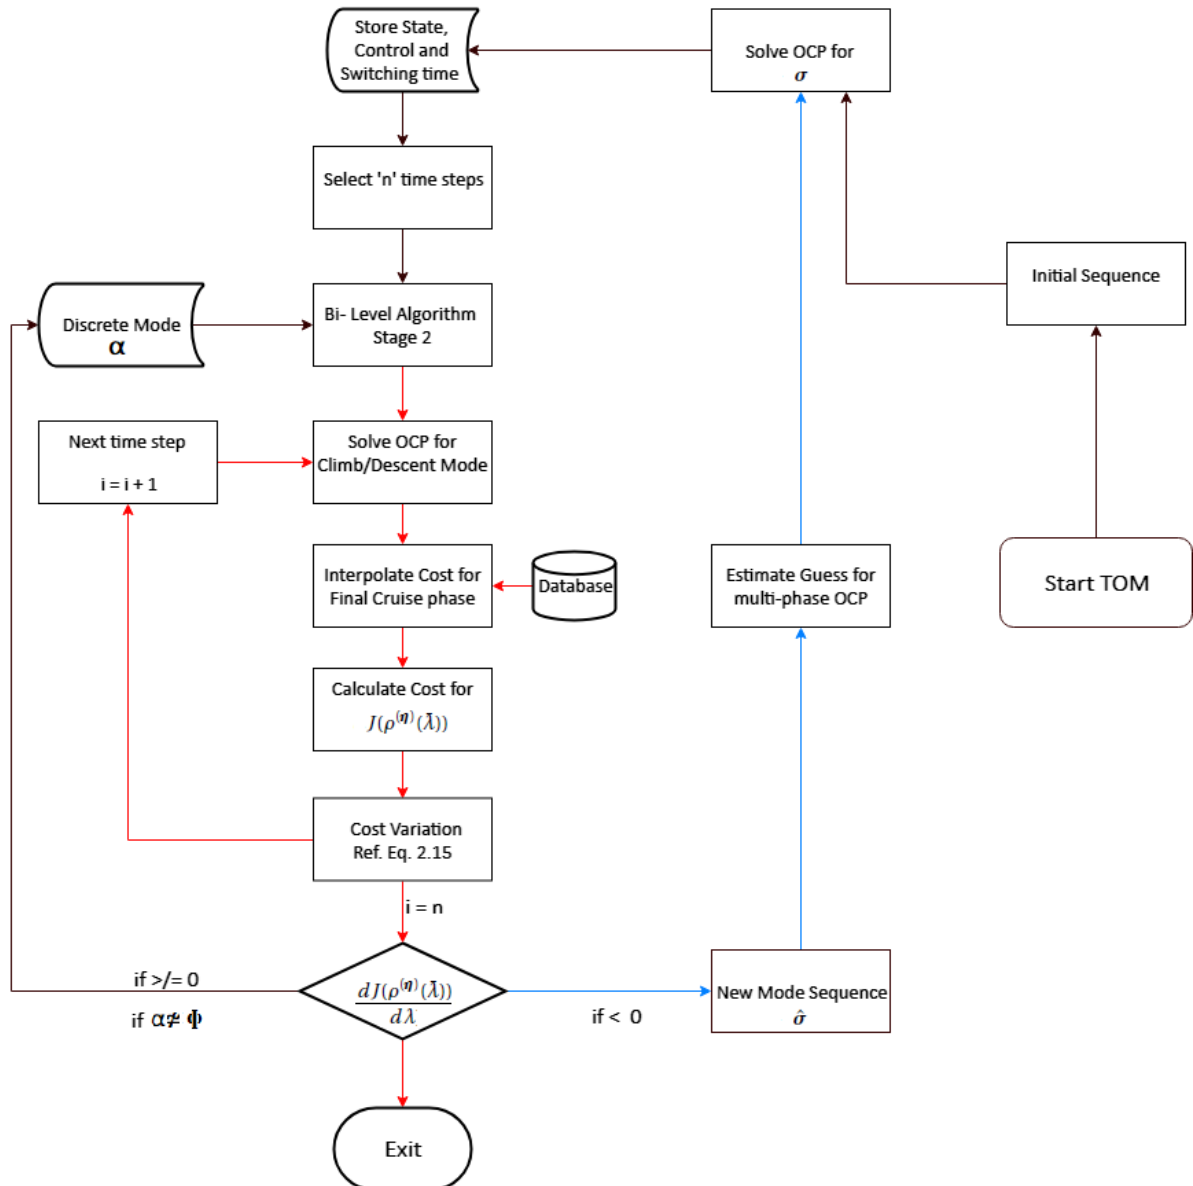 Store State,
Control and
Switching time
Solve OCP for
σ
Select 'n' time steps
Initial Sequence
Discrete Mode
α
Bi- Level Algorithm
Stage 2
Next time step
i = i + 1
Solve OCP for
Climb/Descent Mode
Interpolate Cost for
Final Cruise phase
Database
Estimate Guess for
multi-phase OCP
Start TOM
Calculate Cost for
J(ρ^(η)(λ̄))
Cost Variation
Ref. Eq. 2.15
i = n
if >/= 0
if α≉ Φ
dJ(ρ^(η)(λ̄))
dλ
if < 0
New Mode Sequence
σ̂
Exit